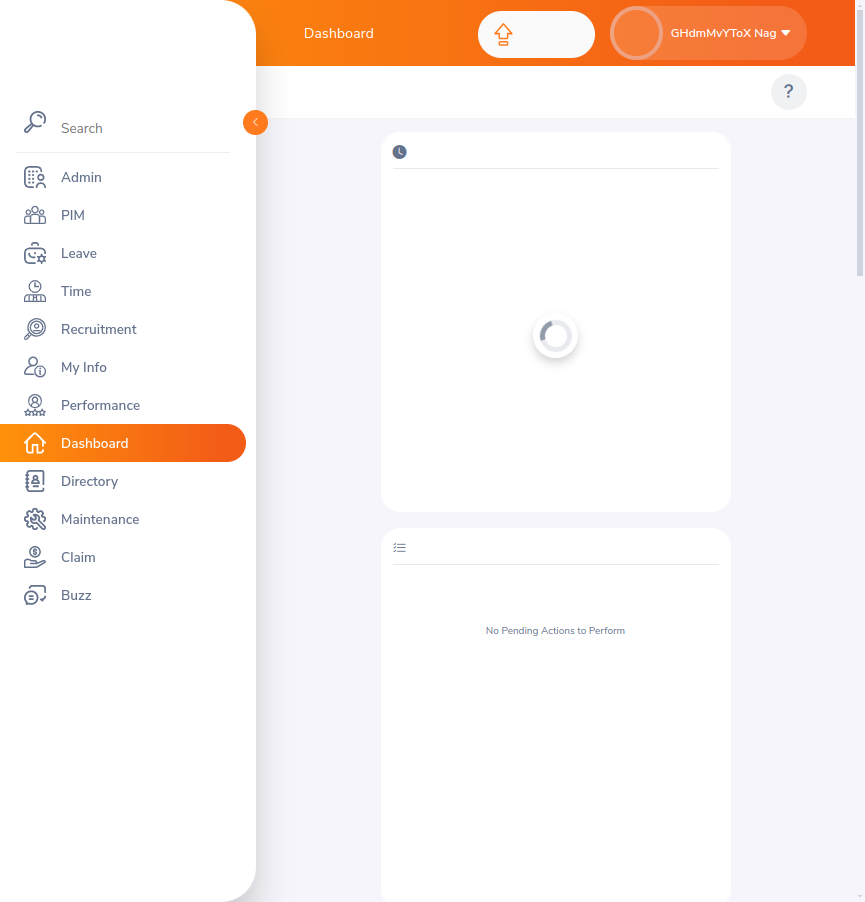 Dashboard
GHdmMvYToX Nag
?
Search
Admin
PIM
Leave
Time
Recruitment
My Info
Performance
Dashboard
Directory
Maintenance
Claim
Buzz
No Pending Actions to Perform